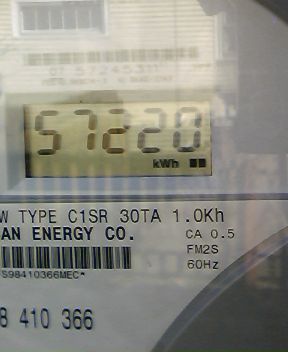 57220
kWh
W TYPE C1SR 30TA 1.0Kh
AN ENERGY CO.
CA 0.5
FM2S
60Hz
S98410366MEC*
8 410 366